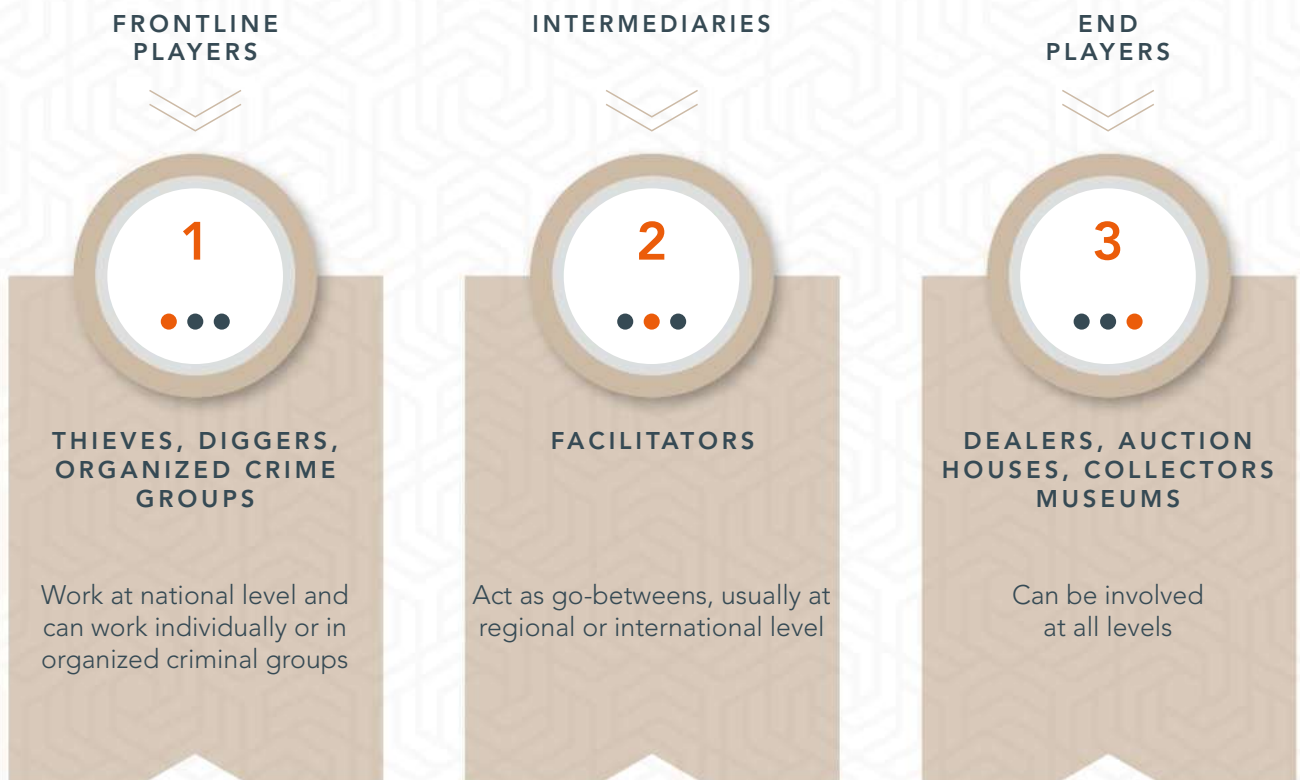 FRONTLINE
PLAYERS
1
THIEVES, DIGGERS,
ORGANIZED CRIME
GROUPS
Work at national level and
can work individually or in
organized criminal groups
INTERMEDIARIES
2
FACILITATORS
Act as go-betweens, usually at
regional or international level
END
PLAYERS
3
DEALERS, AUCTION
HOUSES, COLLECTORS
MUSEUMS
Can be involved
at all levels